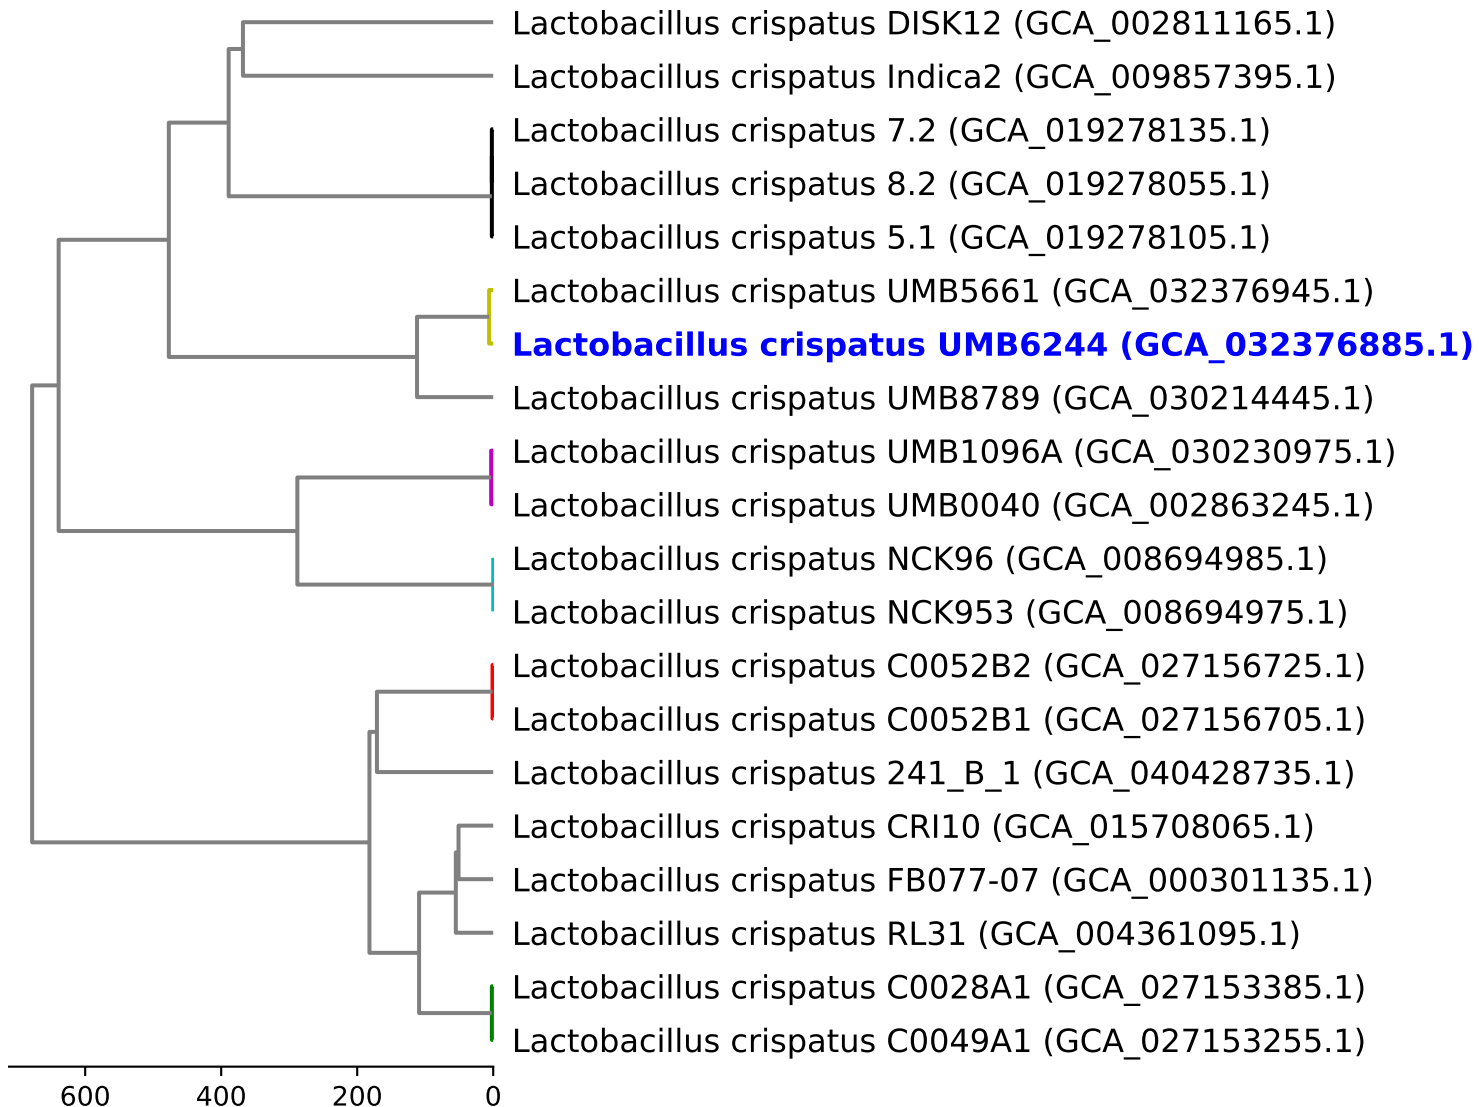 Lactobacillus crispatus DISK12 (GCA_002811165.1)
Lactobacillus crispatus Indica2 (GCA_009857395.1)
Lactobacillus crispatus 7.2 (GCA_019278135.1)
Lactobacillus crispatus 8.2 (GCA_019278055.1)
Lactobacillus crispatus 5.1 (GCA_019278105.1)
Lactobacillus crispatus UMB5661 (GCA_032376945.1)
Lactobacillus crispatus UMB6244 (GCA_032376885.1)
Lactobacillus crispatus UMB8789 (GCA_030214445.1)
Lactobacillus crispatus UMB1096A (GCA_030230975.1)
Lactobacillus crispatus UMB0040 (GCA_002863245.1)
Lactobacillus crispatus NCK96 (GCA_008694985.1)
Lactobacillus crispatus NCK953 (GCA_008694975.1)
Lactobacillus crispatus C0052B2 (GCA_027156725.1)
Lactobacillus crispatus C0052B1 (GCA_027156705.1)
Lactobacillus crispatus 241_B_1 (GCA_040428735.1)
Lactobacillus crispatus CRI10 (GCA_015708065.1)
Lactobacillus crispatus FB077-07 (GCA_000301135.1)
Lactobacillus crispatus RL31 (GCA_004361095.1)
Lactobacillus crispatus C0028A1 (GCA_027153385.1)
Lactobacillus crispatus C0049A1 (GCA_027153255.1)
600 400 200 0